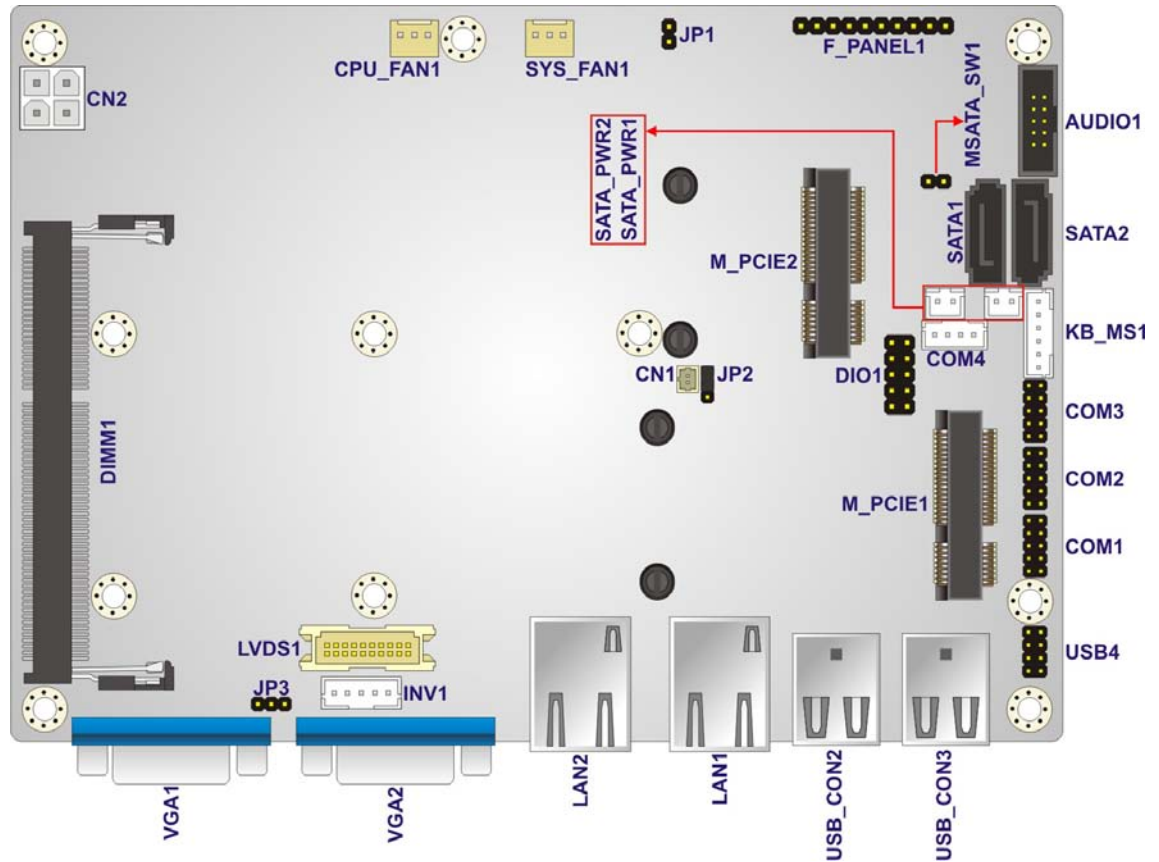 JP1
F_PANEL1
CPU_FAN1
SYS_FAN1
CN2
MSATA_SW1
AUDIO1
SATA_PWR2
SATA_PWR1
SATA1
SATA2
M_PCIE2
KB_MS1
COM4
CN1
JP2
DIO1
COM3
DIMM1
COM2
M_PCIE1
COM1
LVDS1
USB4
JP3
INV1
VGA1
VGA2
LAN2
LAN1
USB_CON2
USB_CON3